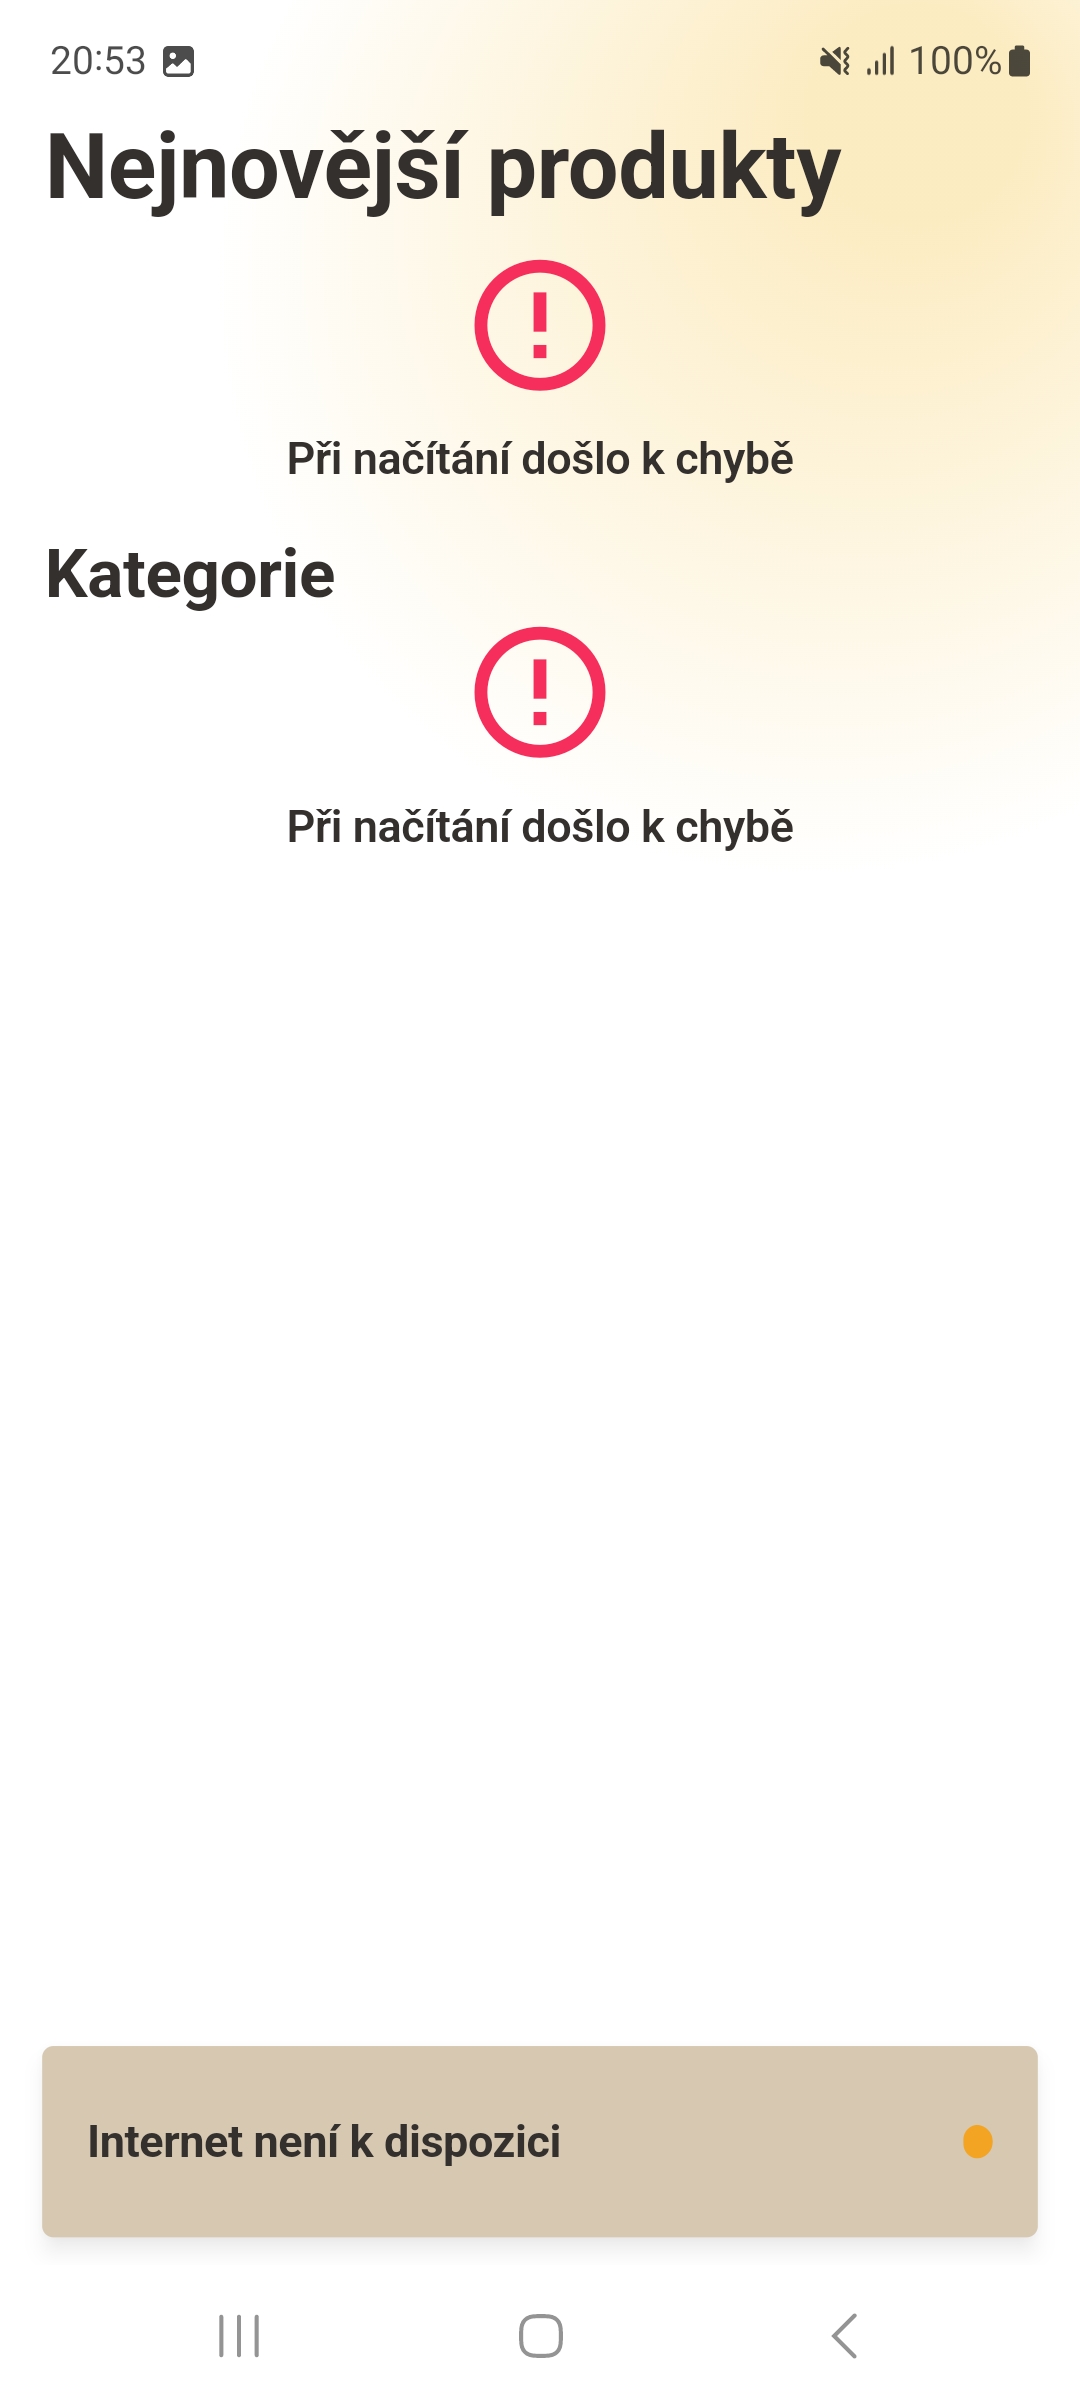 20:53
100%
Nejnovější produkty
Při načítání došlo k chybě
Kategorie
Při načítání došlo k chybě
Internet není k dispozici